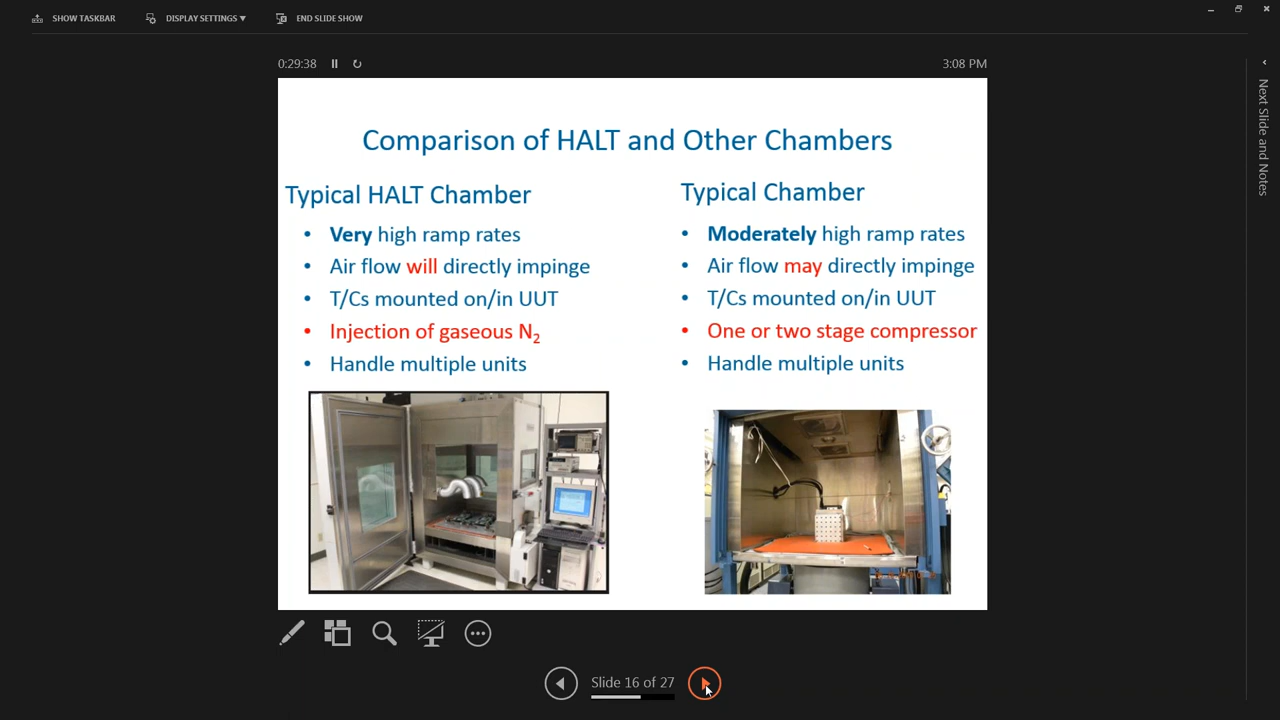 SHOW TASKBAR
DISPLAY SETTINGS ▾
END SLIDE SHOW
0:29:38
3:08 PM
Next Slide and Notes
Comparison of HALT and Other Chambers
Typical HALT Chamber
• Very high ramp rates
• Air flow will directly impinge
• T/Cs mounted on/in UUT
• Injection of gaseous N2
• Handle multiple units
Typical Chamber
• Moderately high ramp rates
• Air flow may directly impinge
• T/Cs mounted on/in UUT
• One or two stage compressor
• Handle multiple units
Slide 16 of 27